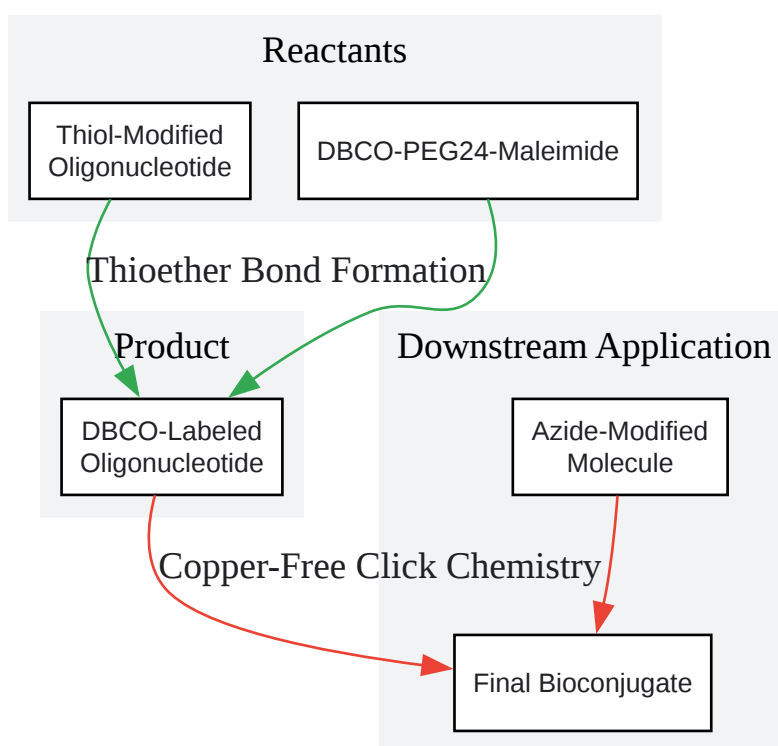 Reactants
Thiol-Modified
Oligonucleotide
DBCO-PEG24-Maleimide
Thioether Bond Formation
Product
Downstream Application
DBCO-Labeled
Oligonucleotide
Azide-Modified
Molecule
Copper-Free Click Chemistry
Final Bioconjugate